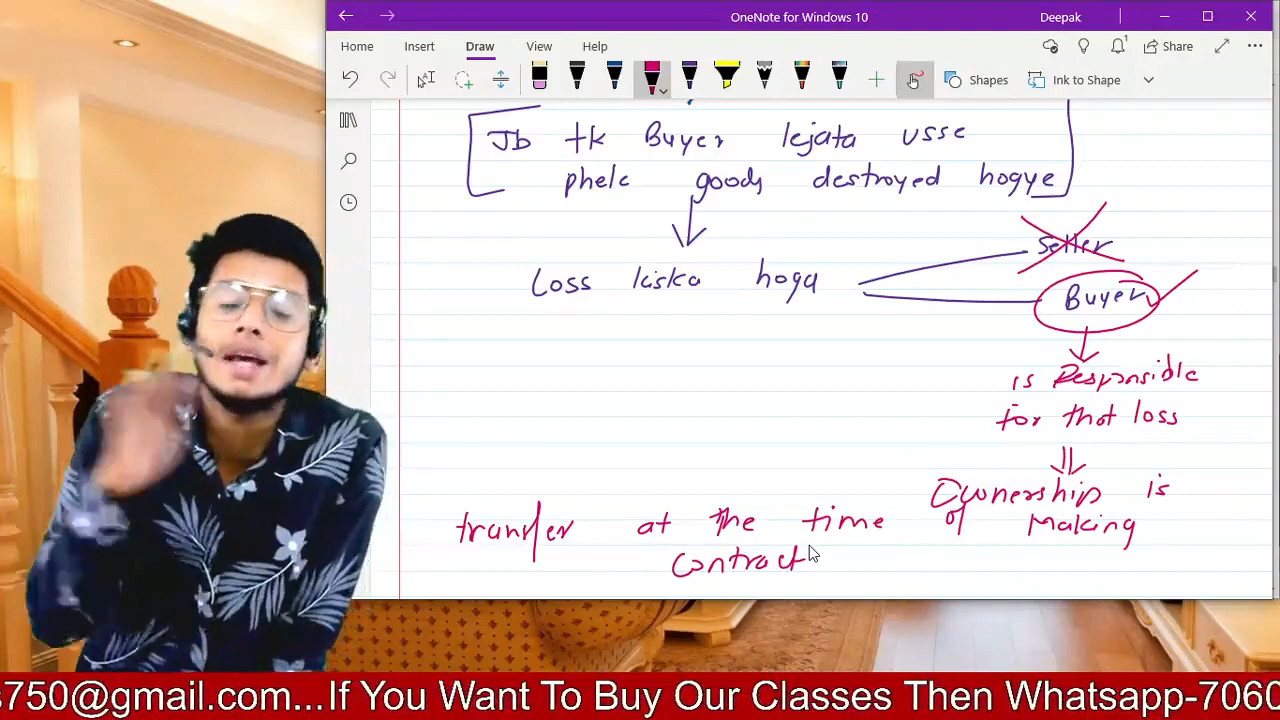 OneNote for Windows 10
Deepak
Home Insert Draw View Help
Share
Shapes
Ink to Shape
Jb tk Buyer lejata usse
phele goods destroyed hogye
Seller
Loss kiska hoga
Buyer
is Responsible
for that loss
Ownership is
transfer at the time of Making
contract
s750@gmail.com...If You Want To Buy Our Classes Then Whatsapp-7060